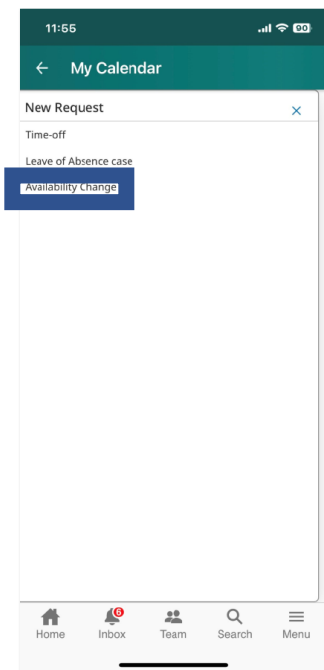 11:55
90
My Calendar
New Request
Time-off
Leave of Absence case
Availability Change
6
Home Inbox Team Search Menu